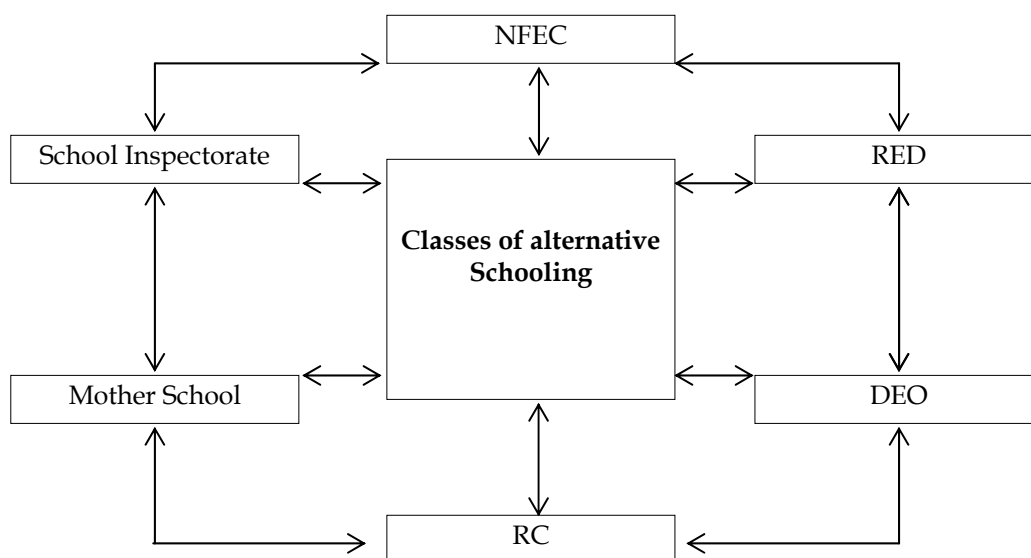 NFEC
School Inspectorate
RED
Classes of alternative
Schooling
Mother School
DEO
RC